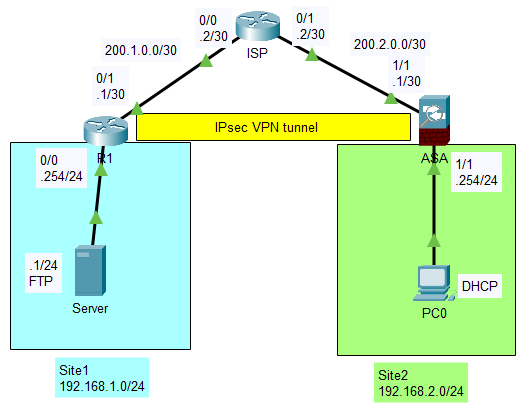 0/0
.2/30
0/1
.2/30
ISP
200.1.0.0/30
200.2.0.0/30
0/1
.1/30
1/1
.1/30
IPsec VPN tunnel
R1
ASA
0/0
.254/24
1/1
.254/24
.1/24
FTP
Server
DHCP
PC0
Site1
192.168.1.0/24
Site2
192.168.2.0/24